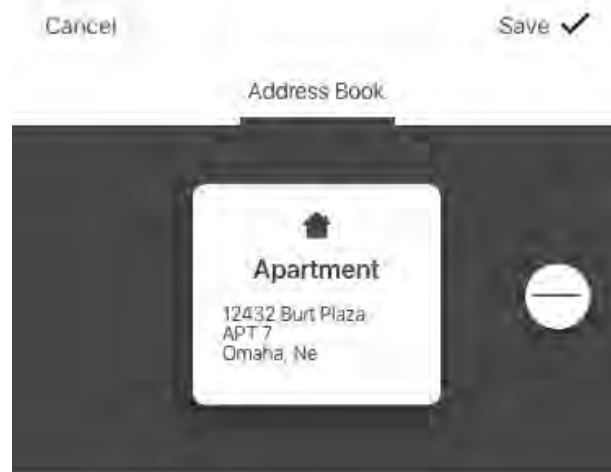 Cancel
Save
Address Book
Apartment
12432 Burt Plaza
APT 7
Omaha, Ne